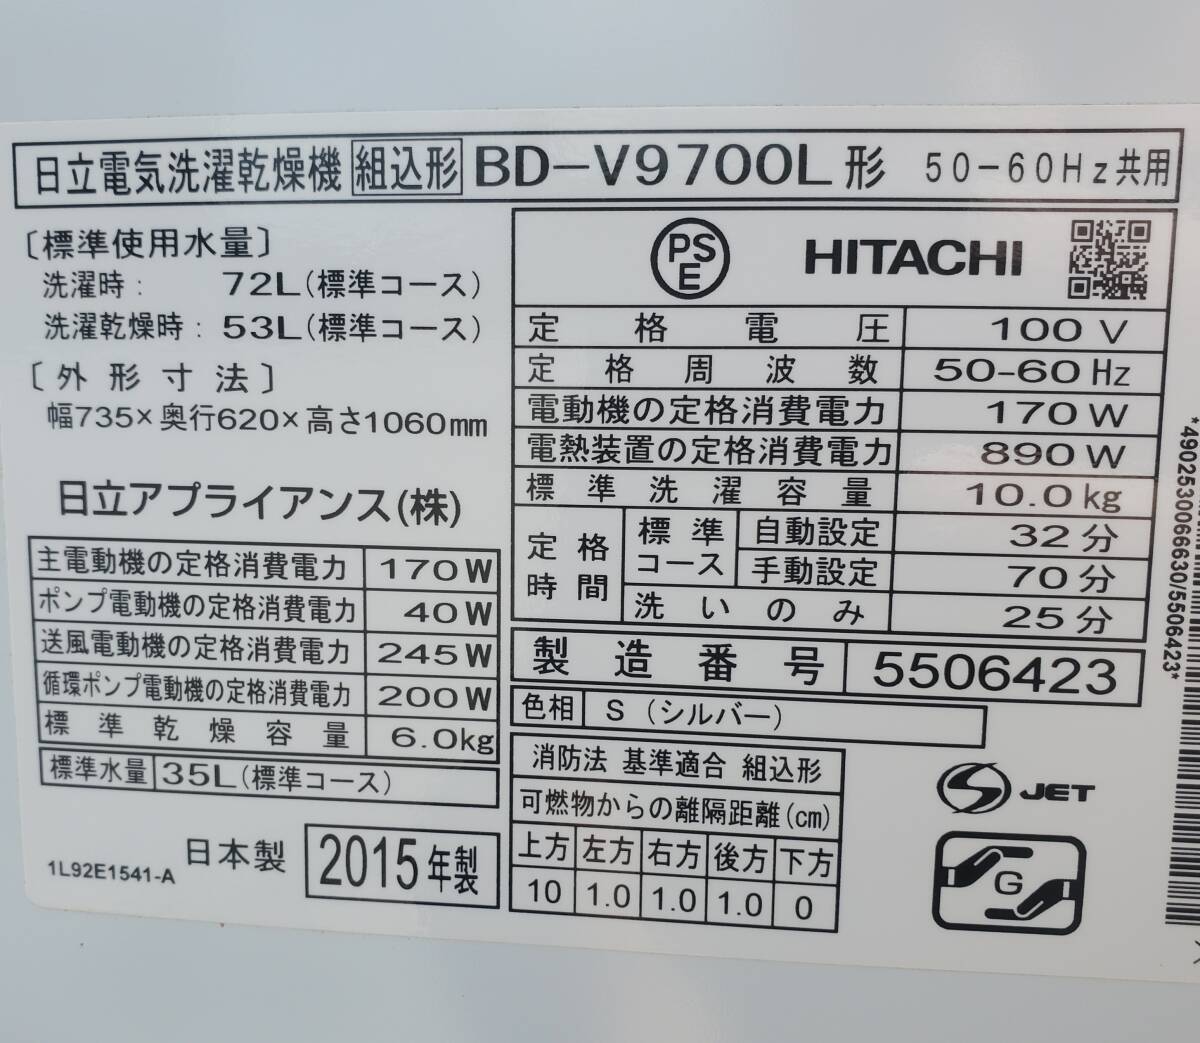 日立電気洗濯乾燥機 組込形 BD-V9700L形 50-60Hz共用
〔標準使用水量〕
洗濯時: 72L(標準コース)
洗濯乾燥時: 53L(標準コース)
〔外形寸法〕
幅735×奥行620×高さ1060mm
日立アプライアンス(株)
主電動機の定格消費電力 170W
ポンプ電動機の定格消費電力 40W
送風電動機の定格消費電力 245W
循環ポンプ電動機の定格消費電力 200W
標準乾燥容量 6.0kg
標準水量 35L(標準コース)
1L92E1541-A 日本製 2015年製
PSE HITACHI
定格電圧 100V
定格周波数 50-60Hz
電動機の定格消費電力 170W
電熱装置の定格消費電力 890W
標準洗濯容量 10.0kg
定格時間 標準コース 自動設定 32分
手動設定 70分
洗いのみ 25分
製造番号 5506423
色相 S(シルバー)
消防法 基準適合 組込形
可燃物からの離隔距離(cm)
上方 左方 右方 後方 下方
10 1.0 1.0 1.0 0
S JET
G
*4902530066630/5506423*